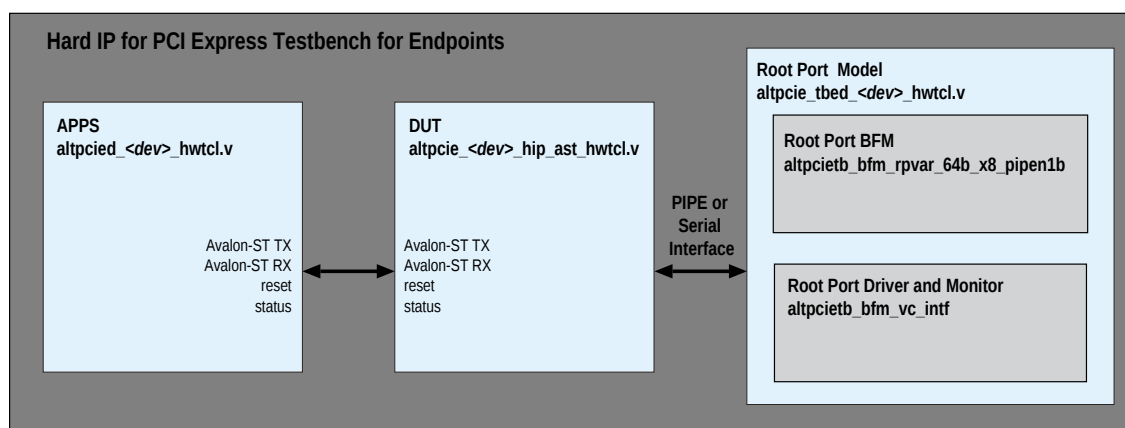 Hard IP for PCI Express Testbench for Endpoints
APPS
altpcied_<dev>_hwtcl.v
Avalon-ST TX
Avalon-ST RX
reset
status
DUT
altpcie_<dev>_hip_ast_hwtcl.v
Avalon-ST TX
Avalon-ST RX
reset
status
PIPE or
Serial
Interface
Root Port Model
altpcie_tbed_<dev>_hwtcl.v
Root Port BFM
altpcietb_bfm_rpvar_64b_x8_pipen1b
Root Port Driver and Monitor
altpcietb_bfm_vc_intf